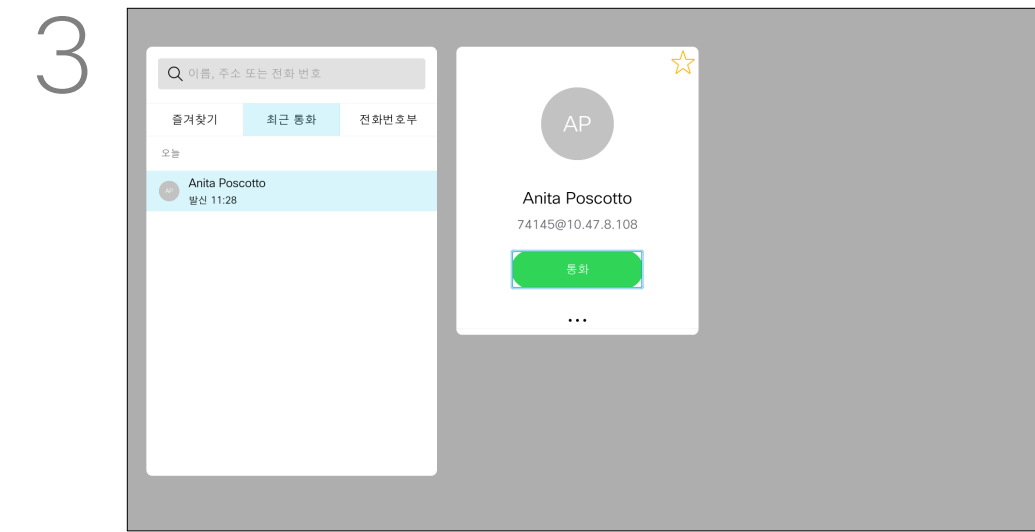 3
이름, 주소 또는 전화 번호
즐겨찾기 최근 통화 전화번호부
오늘
AP Anita Poscotto
발신 11:28
AP
Anita Poscotto
74145@10.47.8.108
통화
...